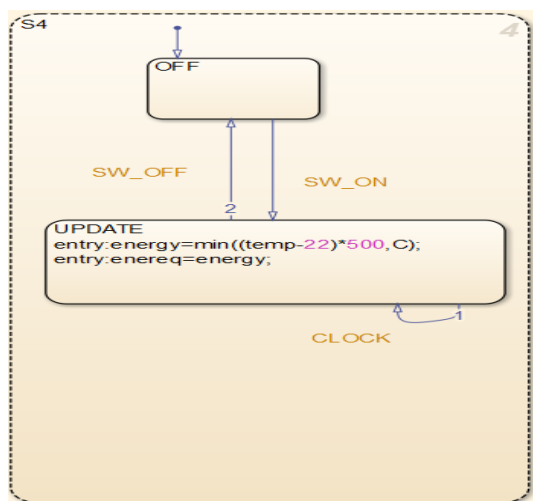 S4
4
OFF
SW_OFF
SW_ON
2
UPDATE
entry:energy=min((temp-22)*500,C);
entry:enereq=energy;
1
CLOCK